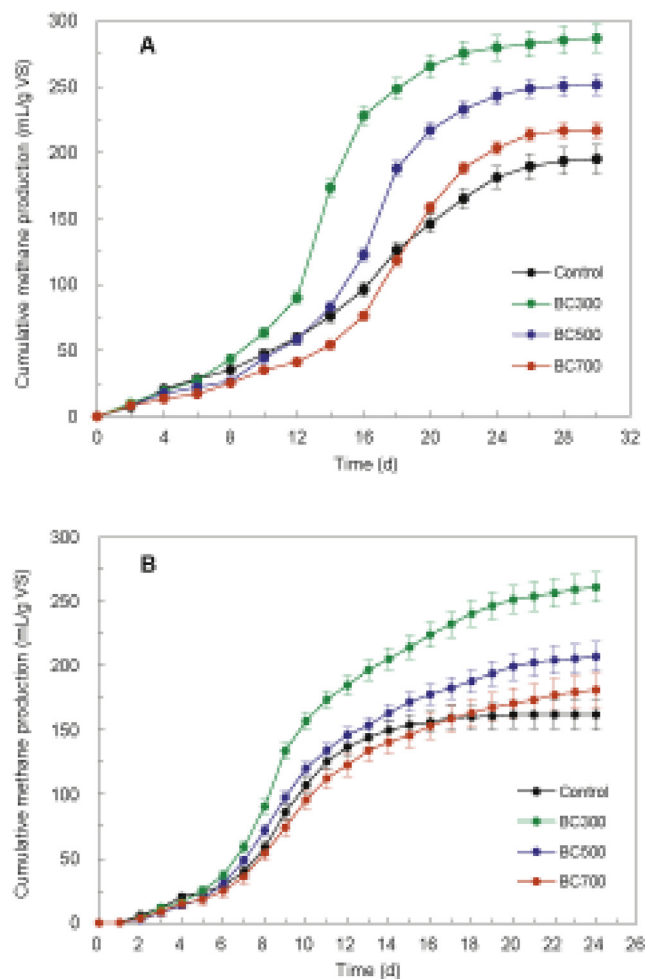 A
Cumulative methane production (mL/g VS)
300
250
200
150
100
50
0
Control
BC300
BC500
BC700
0 4 8 12 16 20 24 28 32
Time (d)
B
Cumulative methane production (mL/g VS)
300
250
200
150
100
50
0
Control
BC300
BC500
BC700
0 2 4 6 8 10 12 14 16 18 20 22 24 26
Time (d)